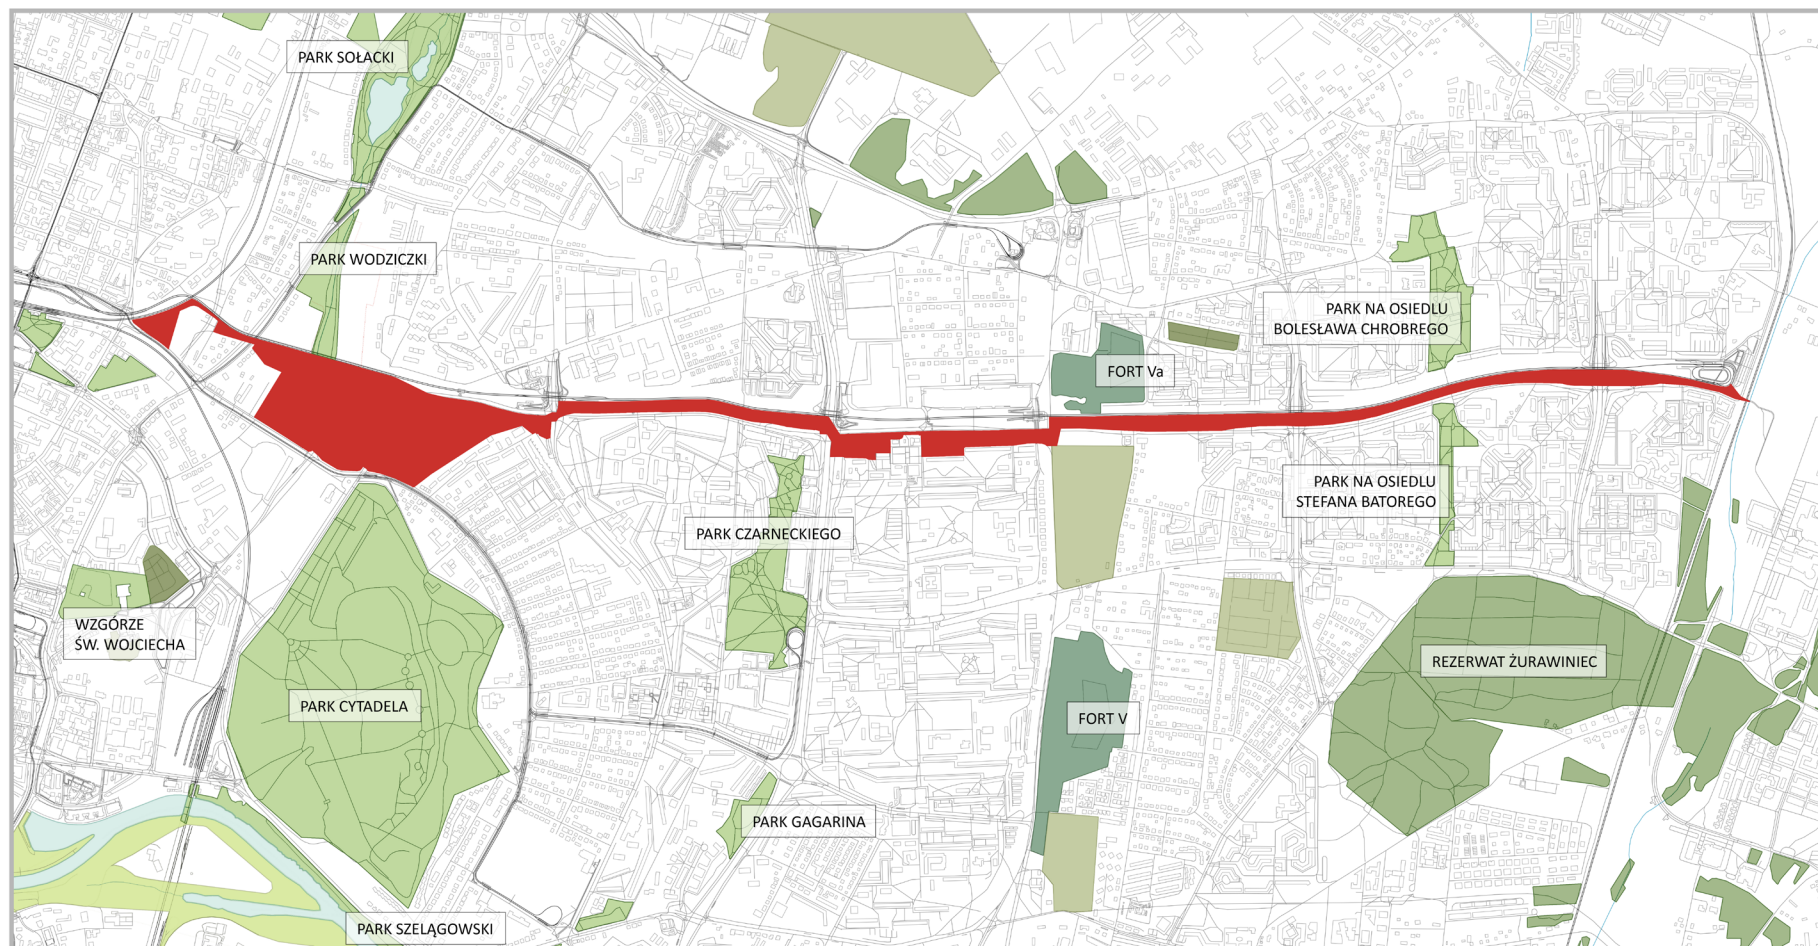 PARK SOŁACKI
PARK WODZICZKI
PARK NA OSIEDLU
BOLESŁAWA CHROBREGO
FORT Va
PARK NA OSIEDLU
STEFANA BATOREGO
PARK CZARNECKIEGO
WZGÓRZE
ŚW. WOJCIECHA
REZERWAT ŻURAWINIEC
PARK CYTADELA
FORT V
PARK GAGARINA
PARK SZELĄGOWSKI